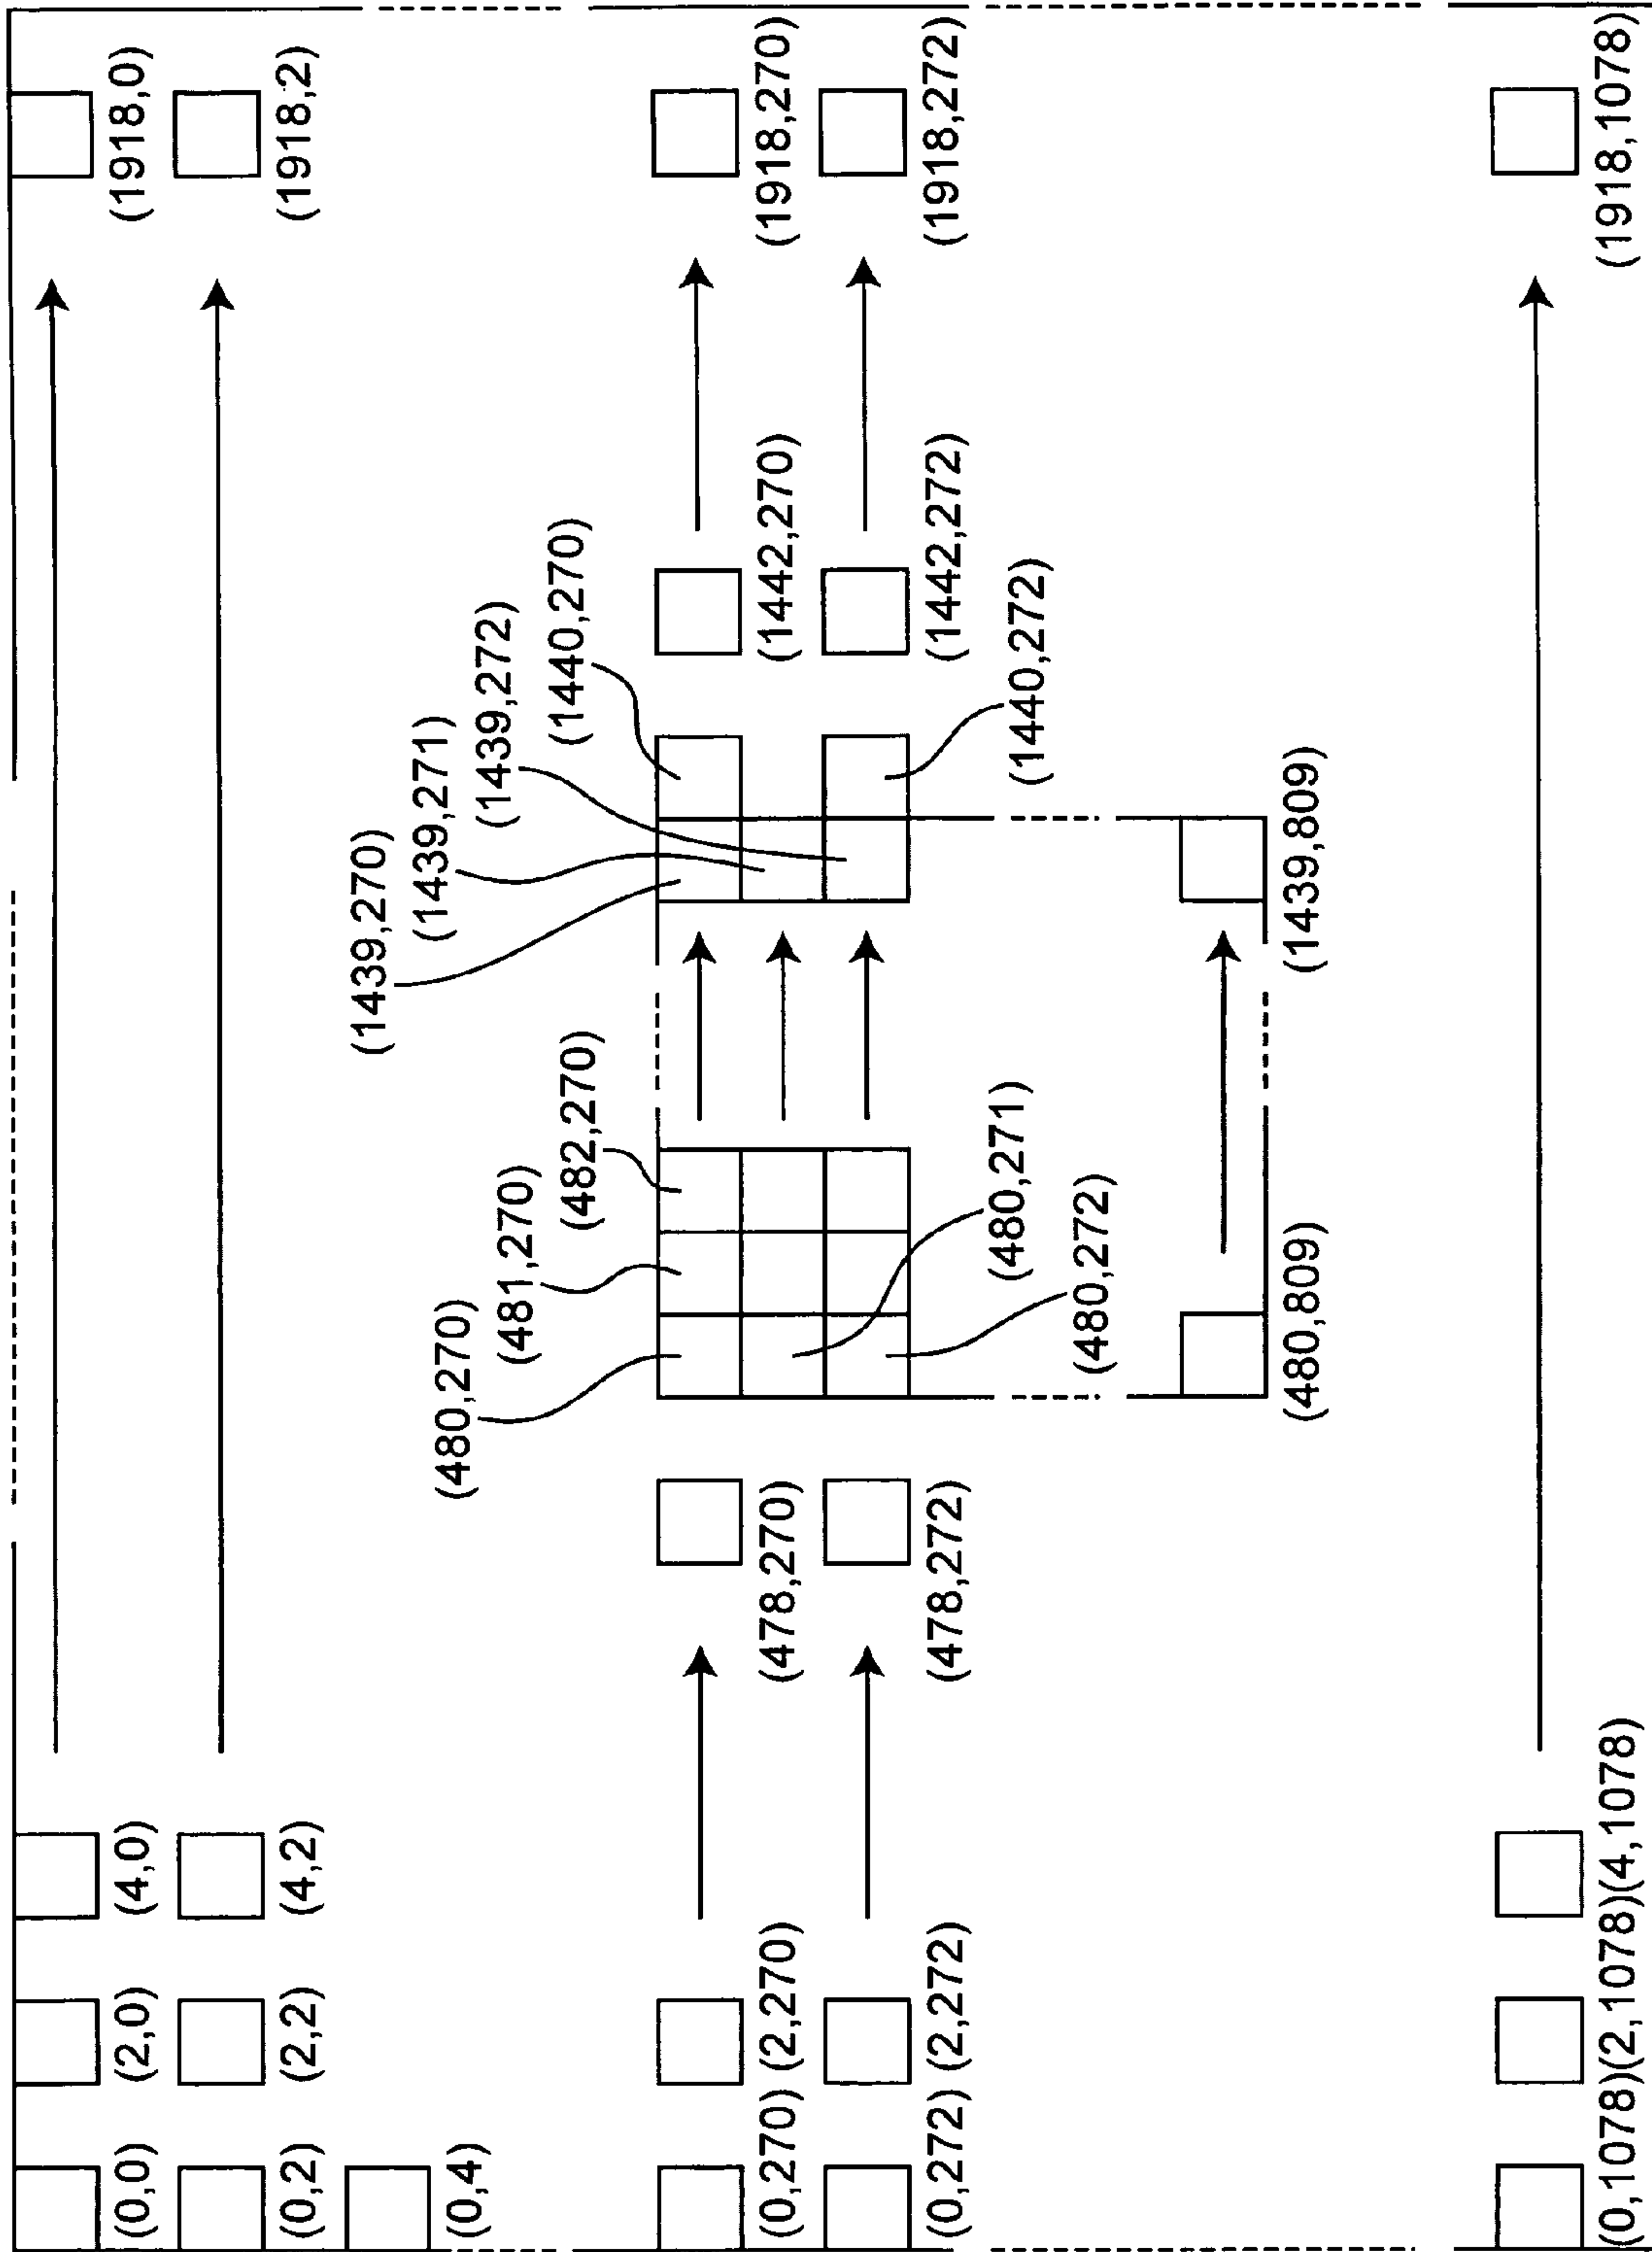 (0,0) (2,0) (4,0) (1918,0)
(0,2) (2,2) (4,2) (1918,2)
(0,4)
(1439,270)
(1439,271)
(480,270) (1439,272)
(481,270) (1440,270)
(482,270)
(0,270) (2,270) (478,270) (1442,270) (1918,270)
(0,272) (2,272) (478,272) (1442,272) (1918,272)
(480,271) (1440,272)
(480,272)
(480,809) (1439,809)
(0,1078)(2,1078)(4,1078) (1918,1078)